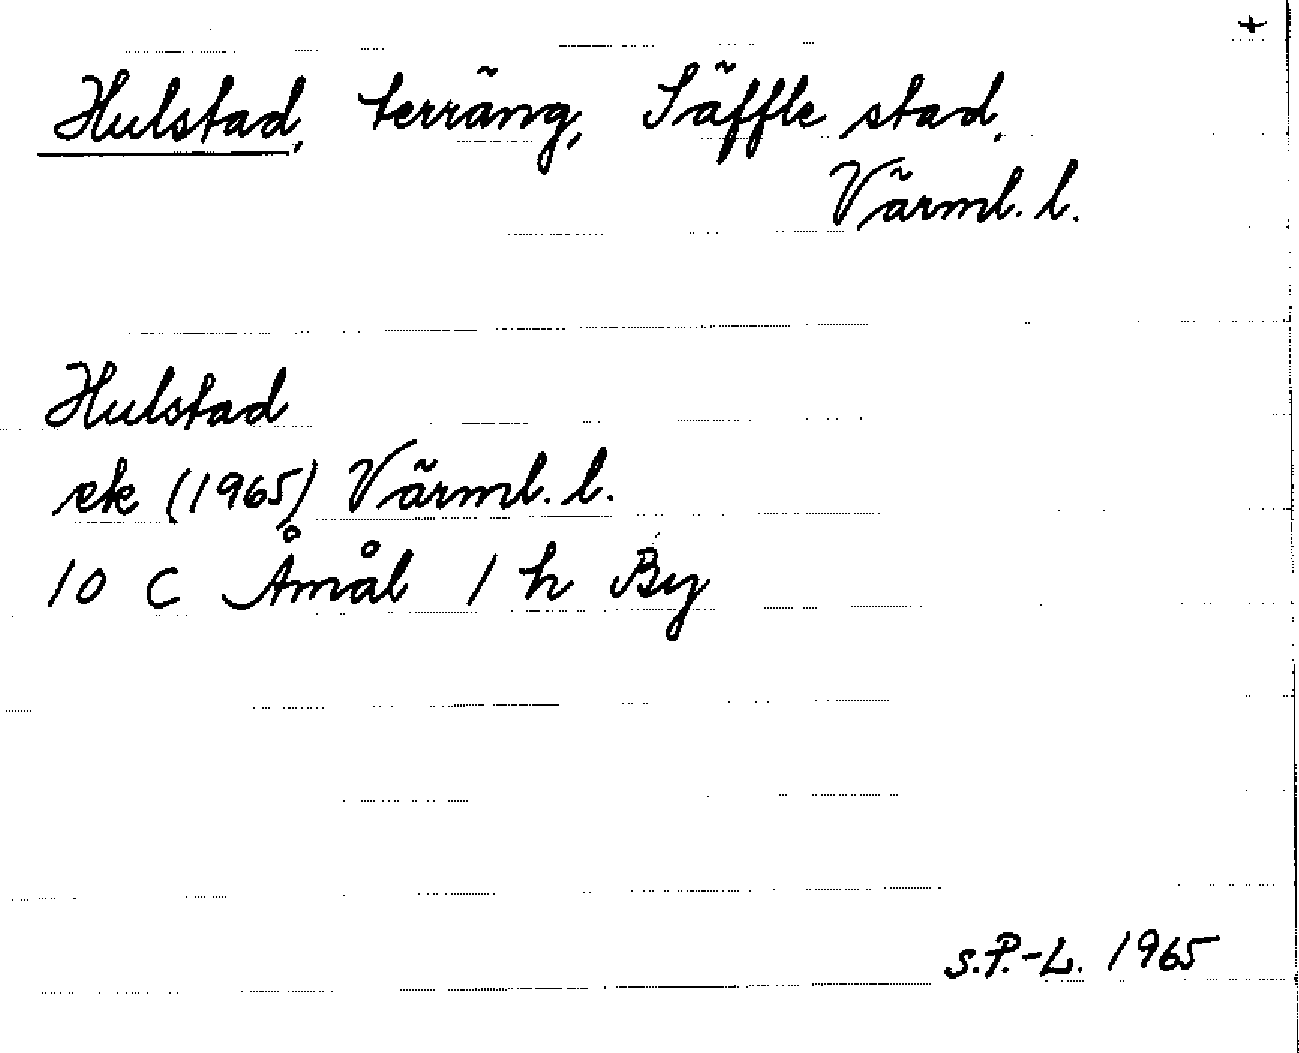 +
Hulstad, terräng, Säffle stad,
Värml. l.
Hulstad
ek (1965) Värml. l.
10 C Åmål 1 h By
S.P.-L. 1965